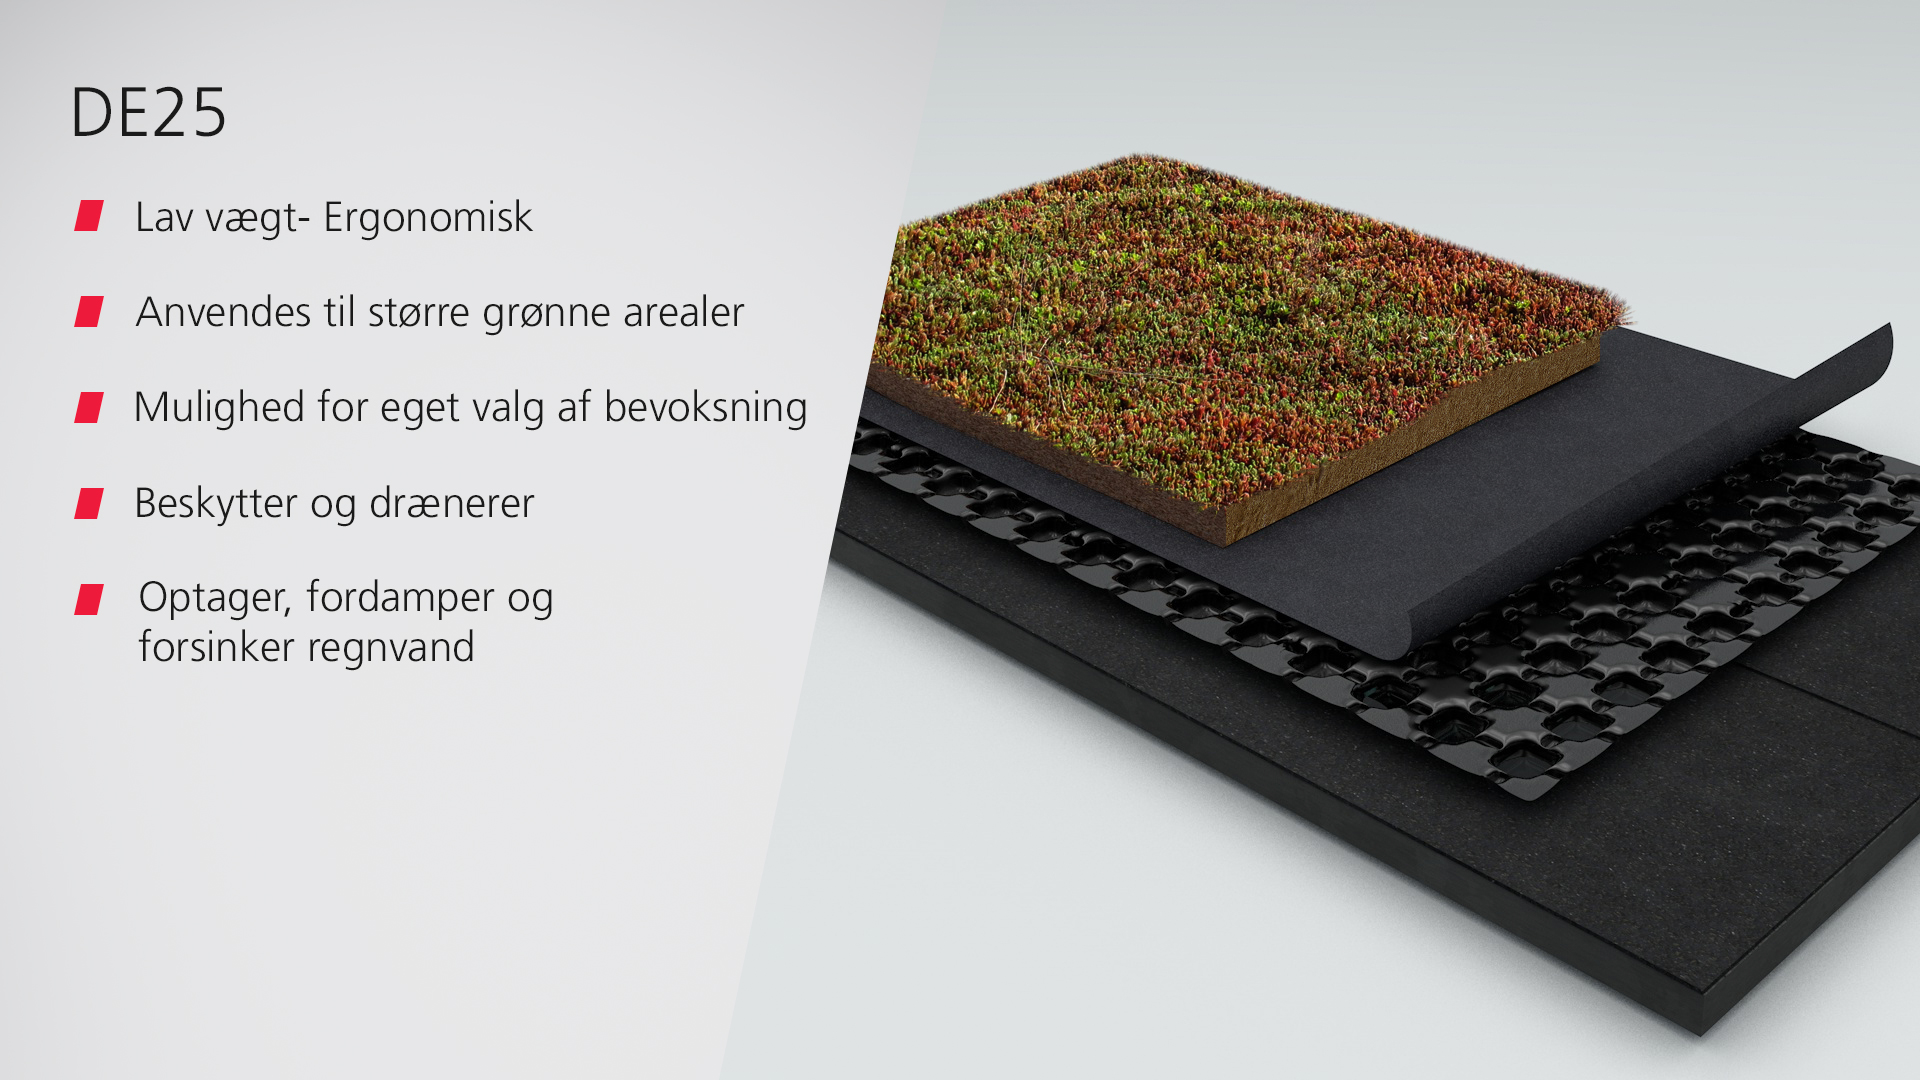 DE25
Lav vægt- Ergonomisk
Anvendes til større grønne arealer
Mulighed for eget valg af bevoksning
Beskytter og drænerer
Optager, fordamper og
forsinker regnvand